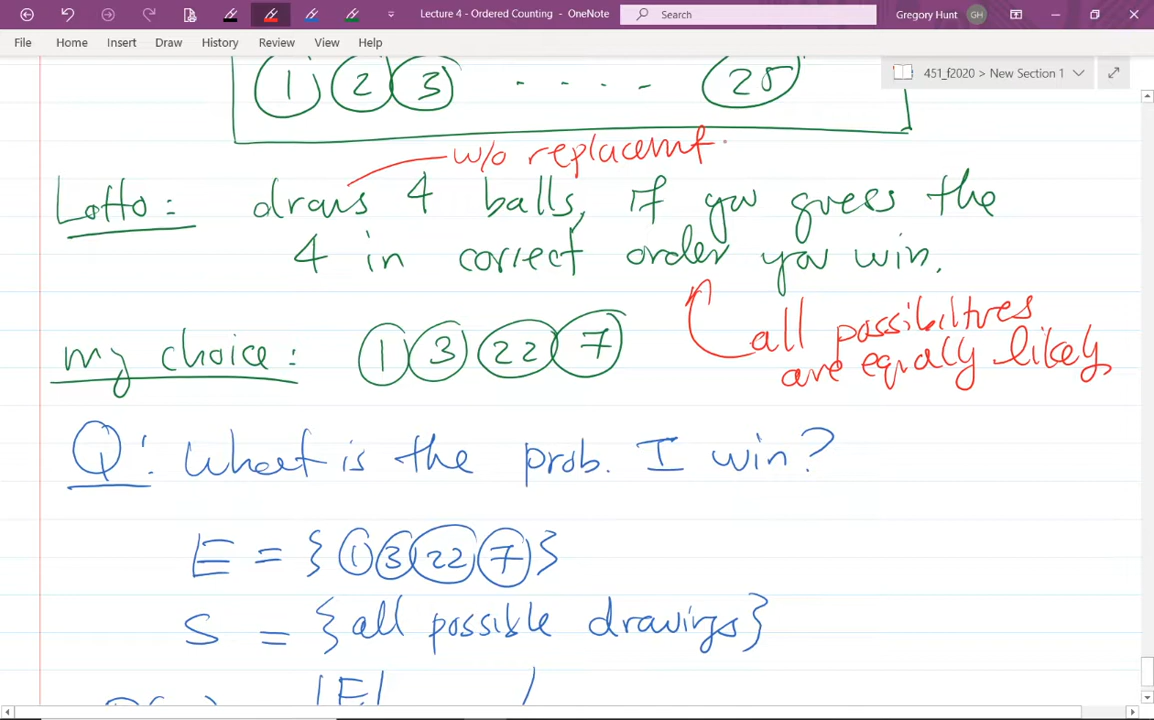 Lecture 4 - Ordered Counting - OneNote
Search
Gregory Hunt
GH
File Home Insert Draw History Review View Help
451_f2020 > New Section 1
1 2 3 . . . . - 25
w/o replacemt
Lotto: draws 4 balls, if you guess the
4 in correct order you win.
all possibilities
are equally likely
my choice: 1 3 22 7
Q: What is the prob. I win?
E = {1 3 22 7}
S = {all possible drawings}
|E|